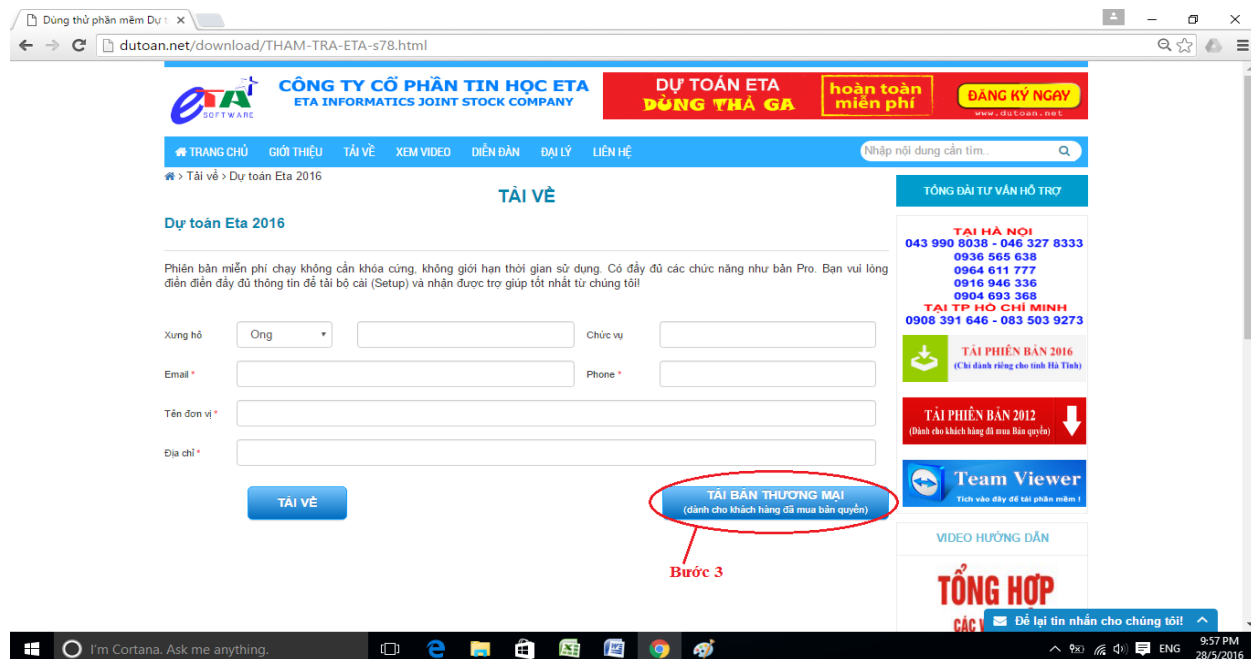 Dùng thử phần mềm Dự t
dutoan.net/download/THAM-TRA-ETA-s78.html
ETA
SOFTWARE
CÔNG TY CỔ PHẦN TIN HỌC ETA
ETA INFORMATICS JOINT STOCK COMPANY
DỰ TOÁN ETA
DÙNG THẢ GA
hoàn toàn
miễn phí
ĐĂNG KÝ NGAY
www.dutoan.net
TRANG CHỦ GIỚI THIỆU TẢI VỀ XEM VIDEO DIỄN ĐÀN ĐẠI LÝ LIÊN HỆ
Nhập nội dung cần tìm..
> Tải về > Dự toán Eta 2016
TẢI VỀ
Dự toán Eta 2016
Phiên bản miễn phí chạy không cần khóa cứng, không giới hạn thời gian sử dụng. Có đầy đủ các chức năng như bản Pro. Bạn vui lòng
điền điền đầy đủ thông tin để tải bộ cài (Setup) và nhận được trợ giúp tốt nhất từ chúng tôi!
Xưng hô Ong Chức vụ
Email * Phone *
Tên đơn vị *
Địa chỉ *
TẢI VỀ
TẢI BẢN THƯƠNG MẠI
(dành cho khách hàng đã mua bản quyền)
Bước 3
TỔNG ĐÀI TƯ VẤN HỖ TRỢ
TẠI HÀ NỘI
043 990 8038 - 046 327 8333
0936 565 638
0964 611 777
0916 946 336
0904 693 368
TẠI TP HỒ CHÍ MINH
0908 391 646 - 083 503 9273
TẢI PHIÊN BẢN 2016
(Chỉ dành riêng cho tỉnh Hà Tĩnh)
TẢI PHIÊN BẢN 2012
(Dành cho khách hàng đã mua Bản quyền)
Team Viewer
Tích vào đây để tải phần mềm !
VIDEO HƯỚNG DẪN
TỔNG HỢP
CÁC V
Để lại tin nhắn cho chúng tôi!
I'm Cortana. Ask me anything.
ENG
9:57 PM
28/5/2016